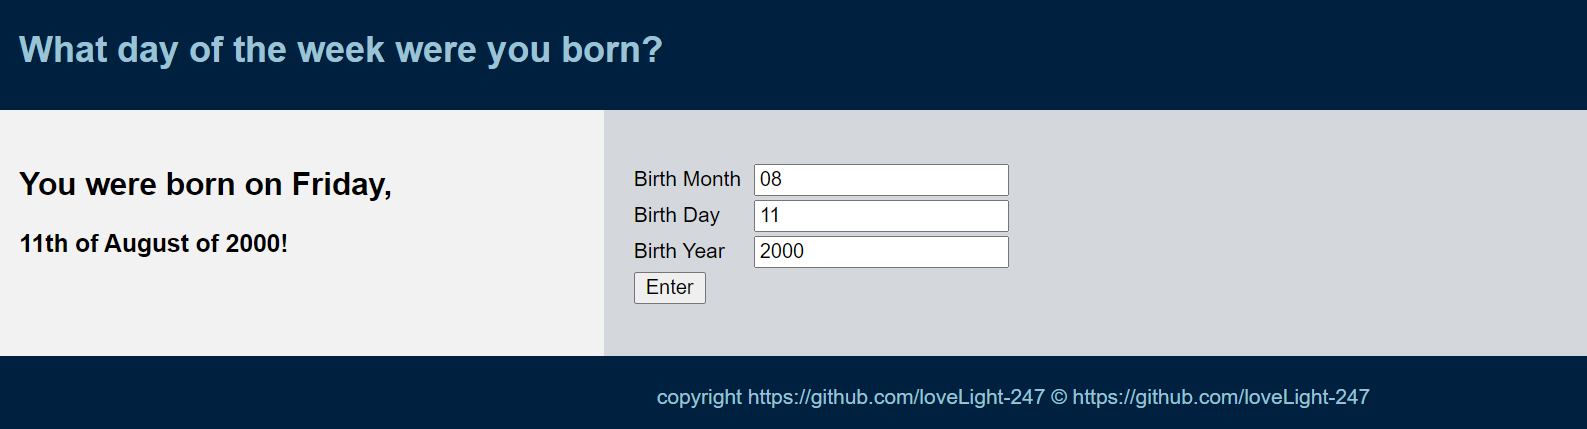 What day of the week were you born?
You were born on Friday,
11th of August of 2000!
Birth Month 08
Birth Day 11
Birth Year 2000
Enter
copyright https://github.com/loveLight-247 © https://github.com/loveLight-247